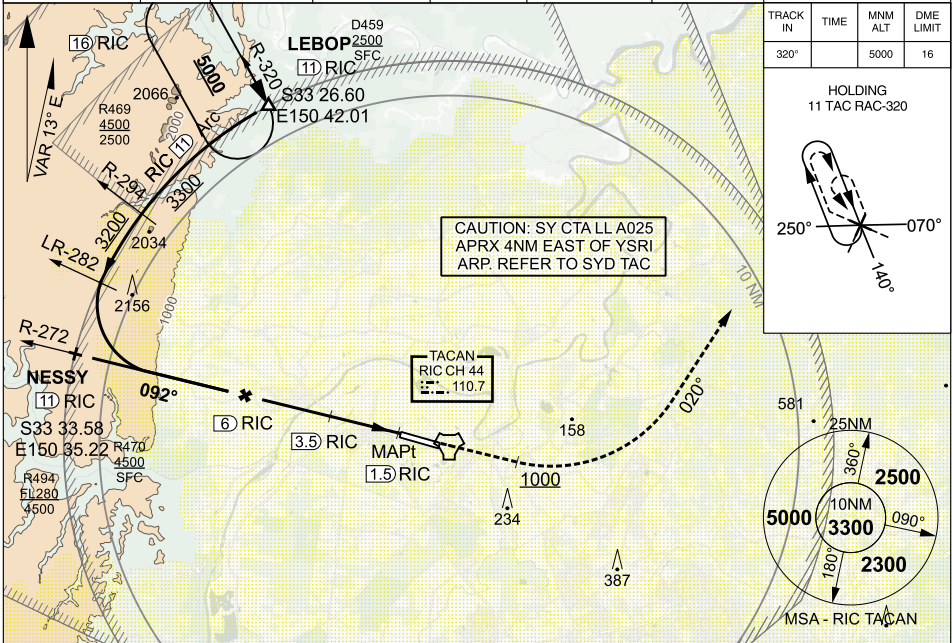 16 RIC
VAR 13° E
2066
R469
4500
2500
2000
1000
RIC 11 Arc
5000
R-320
LEBOP
11 RIC
S33 26.60
E150 42.01
D459
2500
SFC
R-294
3300
3200
2034
LR-282
2156
1000
R-272
NESSY
11 RIC
S33 33.58
E150 35.22
R470
4500
SFC
R494
FL280
4500
092°
6 RIC
3.5 RIC
MAPt
1.5 RIC
CAUTION: SY CTA LL A025
APRX 4NM EAST OF YSRI
ARP. REFER TO SYD TAC
TACAN
RIC CH 44
110.7
10 NM
158
020°
1000
234
387
581
TRACK IN
TIME
MNM ALT
DME LIMIT
320°
5000
16
HOLDING
11 TAC RAC-320
250°
070°
140°
25NM
360°
2500
10NM
5000
3300
090°
180°
2300
MSA - RIC TACAN